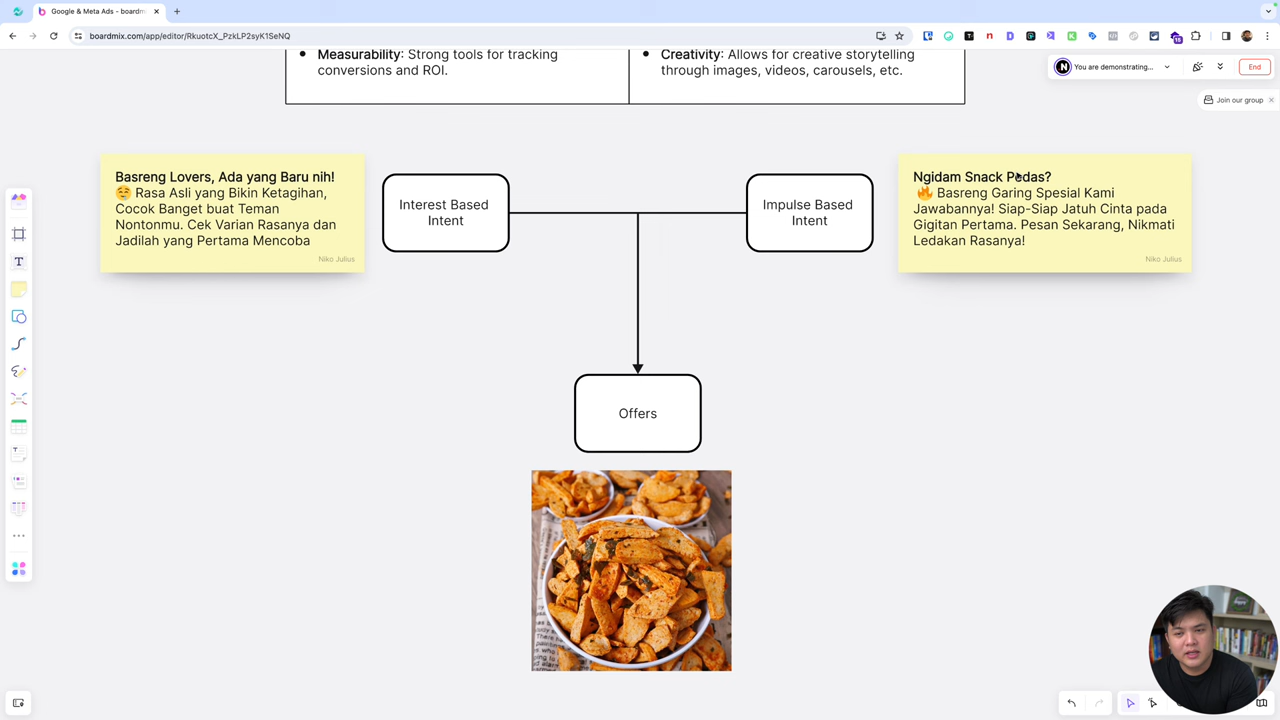 Google & Meta Ads - boardm
boardmix.com/app/editor/RkuotcX_PzkLP2syK1SeNQ
Measurability: Strong tools for tracking
conversions and ROI.
Creativity: Allows for creative storytelling
through images, videos, carousels, etc.
You are demonstrating...
End
Join our group
Basreng Lovers, Ada yang Baru nih!
😋 Rasa Asli yang Bikin Ketagihan,
Cocok Banget buat Teman
Nontonmu. Cek Varian Rasanya dan
Jadilah yang Pertama Mencoba
Niko Julius
Interest Based
Intent
Impulse Based
Intent
Ngidam Snack Pedas?
🔥 Basreng Garing Spesial Kami
Jawabannya! Siap-Siap Jatuh Cinta pada
Gigitan Pertama. Pesan Sekarang, Nikmati
Ledakan Rasanya!
Niko Julius
Offers